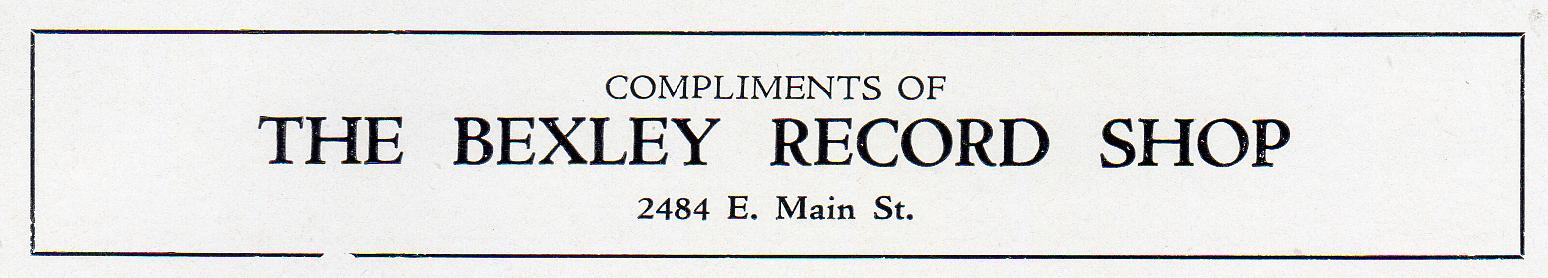 COMPLIMENTS OF
THE BEXLEY RECORD SHOP
2484 E. Main St.